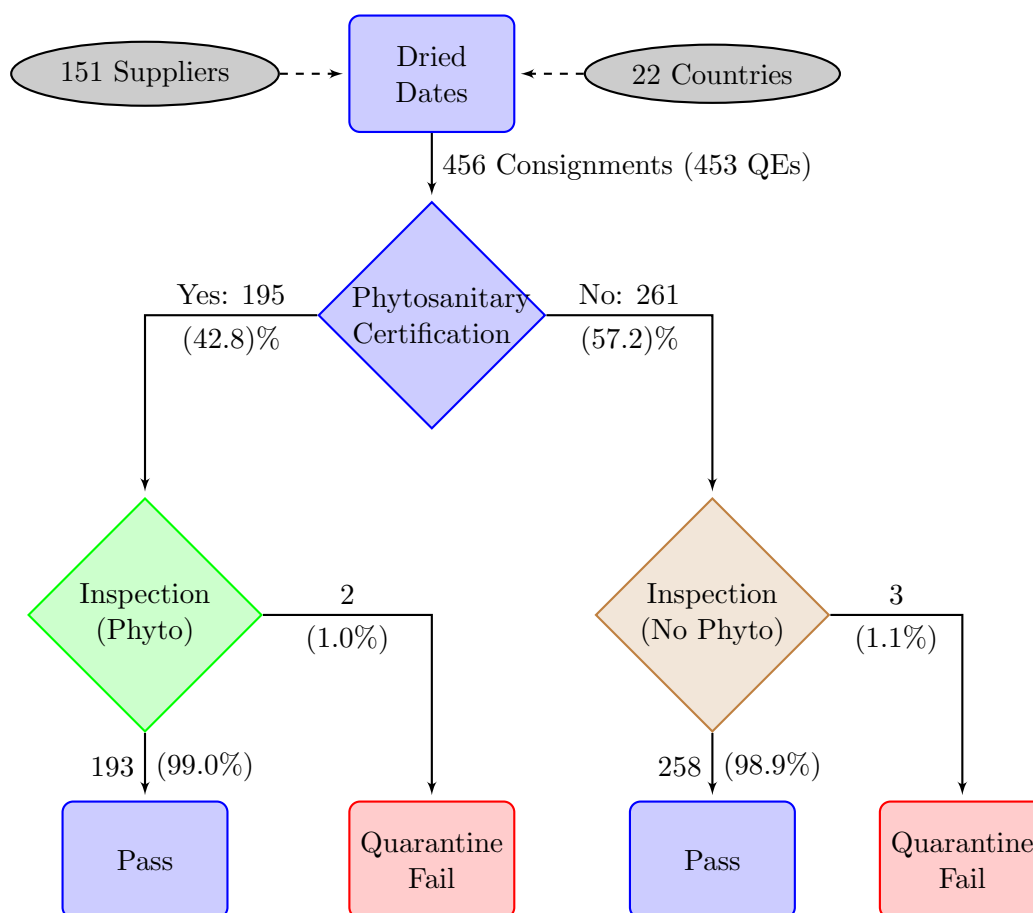 151 Suppliers
Dried
Dates
22 Countries
456 Consignments (453 QEs)
Yes: 195
(42.8)%
Phytosanitary
Certification
No: 261
(57.2)%
Inspection
(Phyto)
2
(1.0%)
Inspection
(No Phyto)
3
(1.1%)
193
(99.0%)
258
(98.9%)
Pass
Quarantine
Fail
Pass
Quarantine
Fail